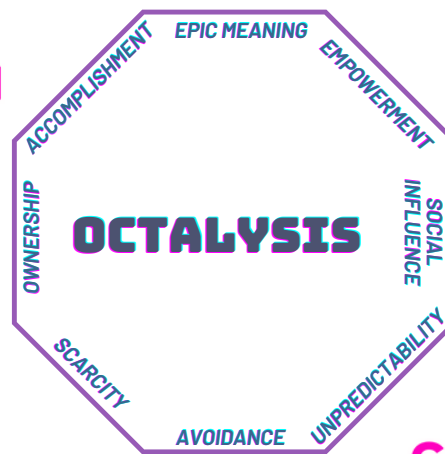 EPIC MEANING
ACCOMPLISHMENT
EMPOWERMENT
OWNERSHIP
OCTALYSIS
SOCIAL
INFLUENCE
SCARCITY
UNPREDICTABILITY
AVOIDANCE